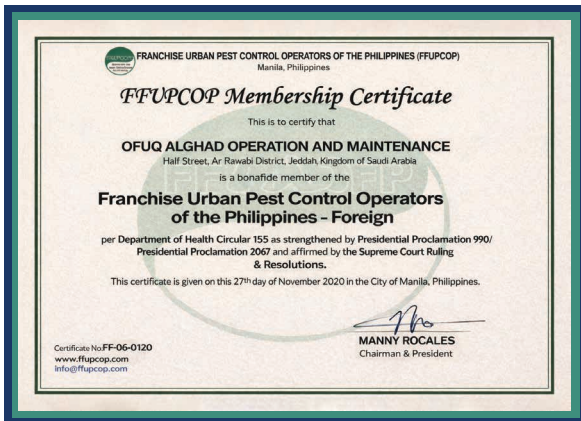 FRANCHISE URBAN PEST CONTROL OPERATORS OF THE PHILIPPINES (FFUPCOP)
Manila, Philippines
FFUPCOP Membership Certificate
This is to certify that
OFUQ ALGHAD OPERATION AND MAINTENANCE
Half Street, Ar Rawabi District, Jeddah, Kingdom of Saudi Arabia
is a bonafide member of the
Franchise Urban Pest Control Operators
of the Philippines - Foreign
per Department of Health Circular 155 as strengthened by Presidential Proclamation 990/
Presidential Proclamation 2067 and affirmed by the Supreme Court Ruling
& Resolutions.
This certificate is given on this 27th day of November 2020 in the City of Manila, Philippines.
MANNY ROCALES
Chairman & President
Certificate No.FF-06-0120
www.ffupcop.com
info@ffupcop.com